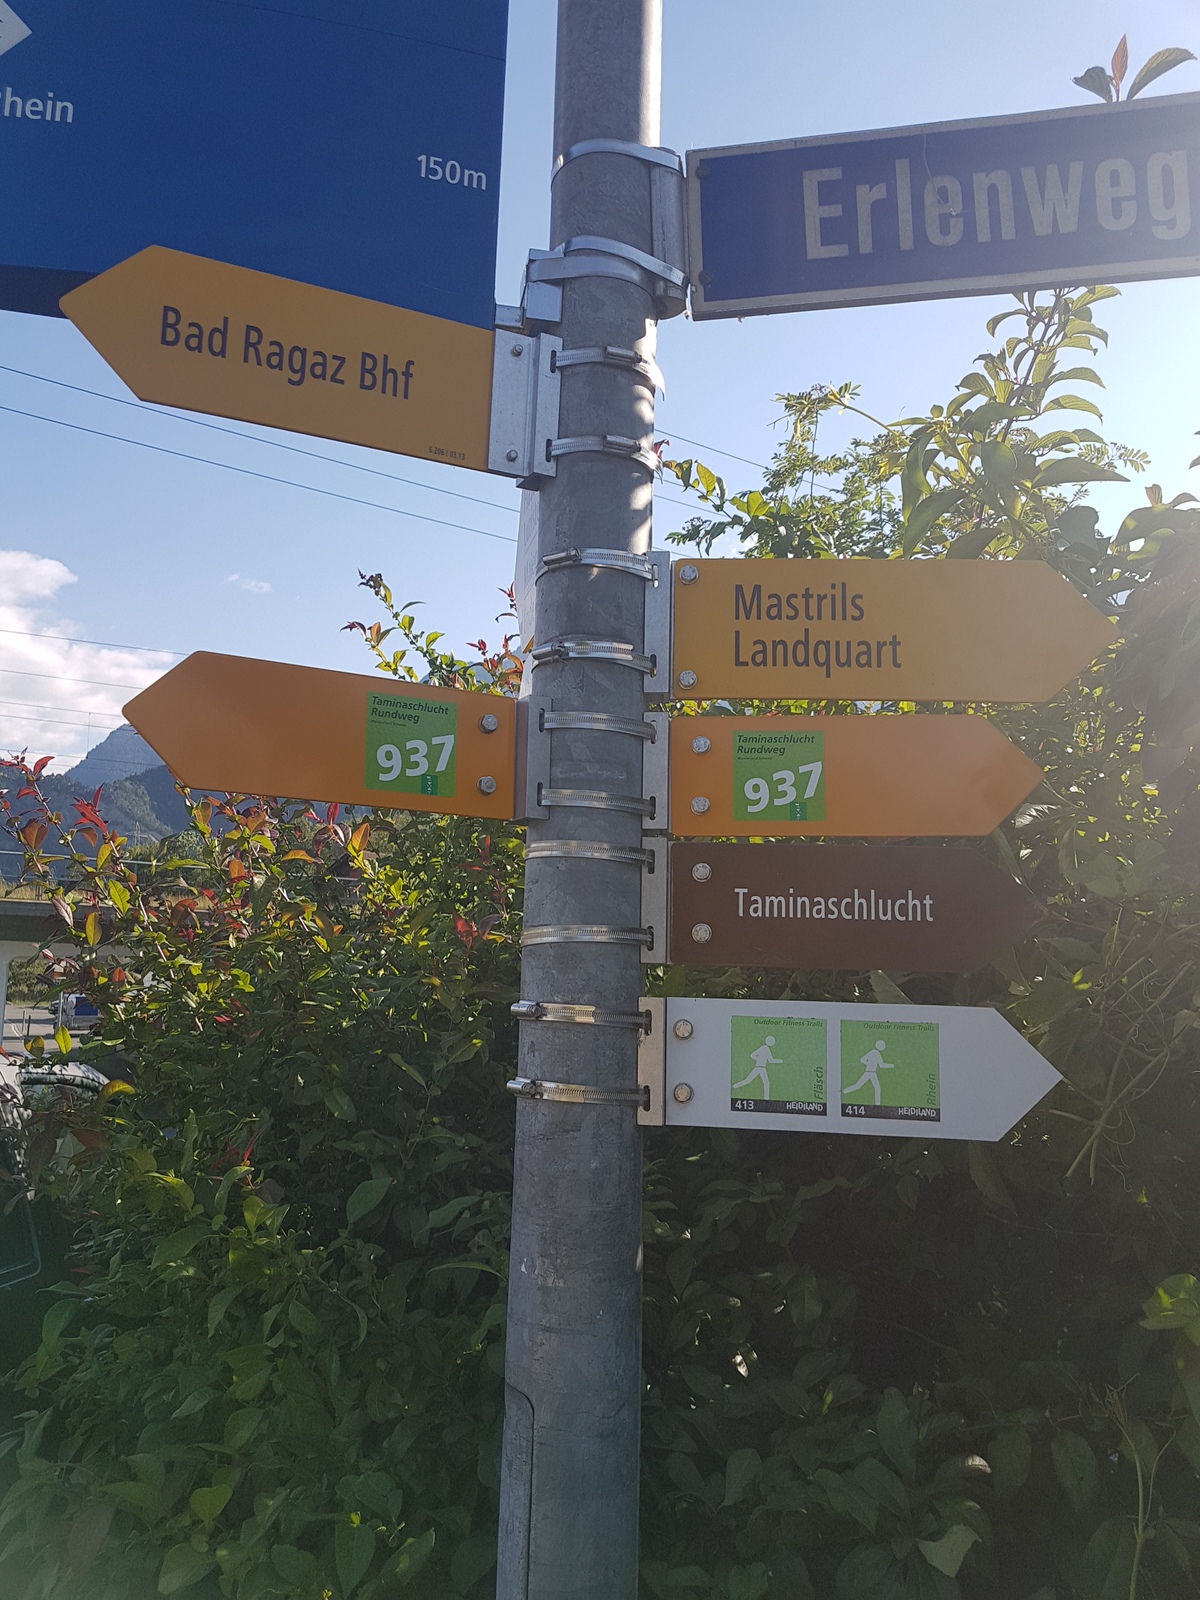 hein
150m
Erlenweg
Bad Ragaz Bhf
Mastrils
Landquart
Taminaschlucht
Rundweg
937
Taminaschlucht
Rundweg
937
Taminaschlucht
Outdoor Fitness Trails
Fläsch
413 HEIDILAND
Outdoor Fitness Trails
Rhein
414 HEIDILAND